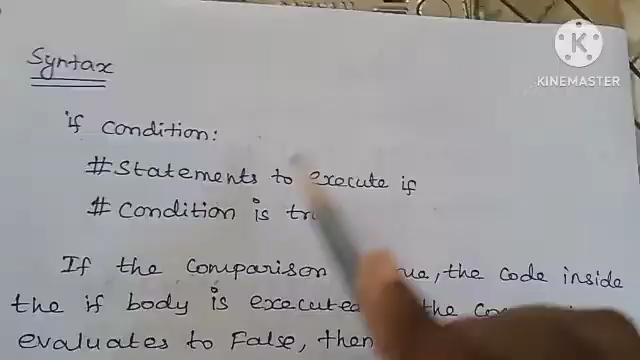 Syntax
if condition:
#Statements to execute if
# Condition is
If the comparison the code inside
the if body is executed the
evaluates to False, then
KINEMASTER